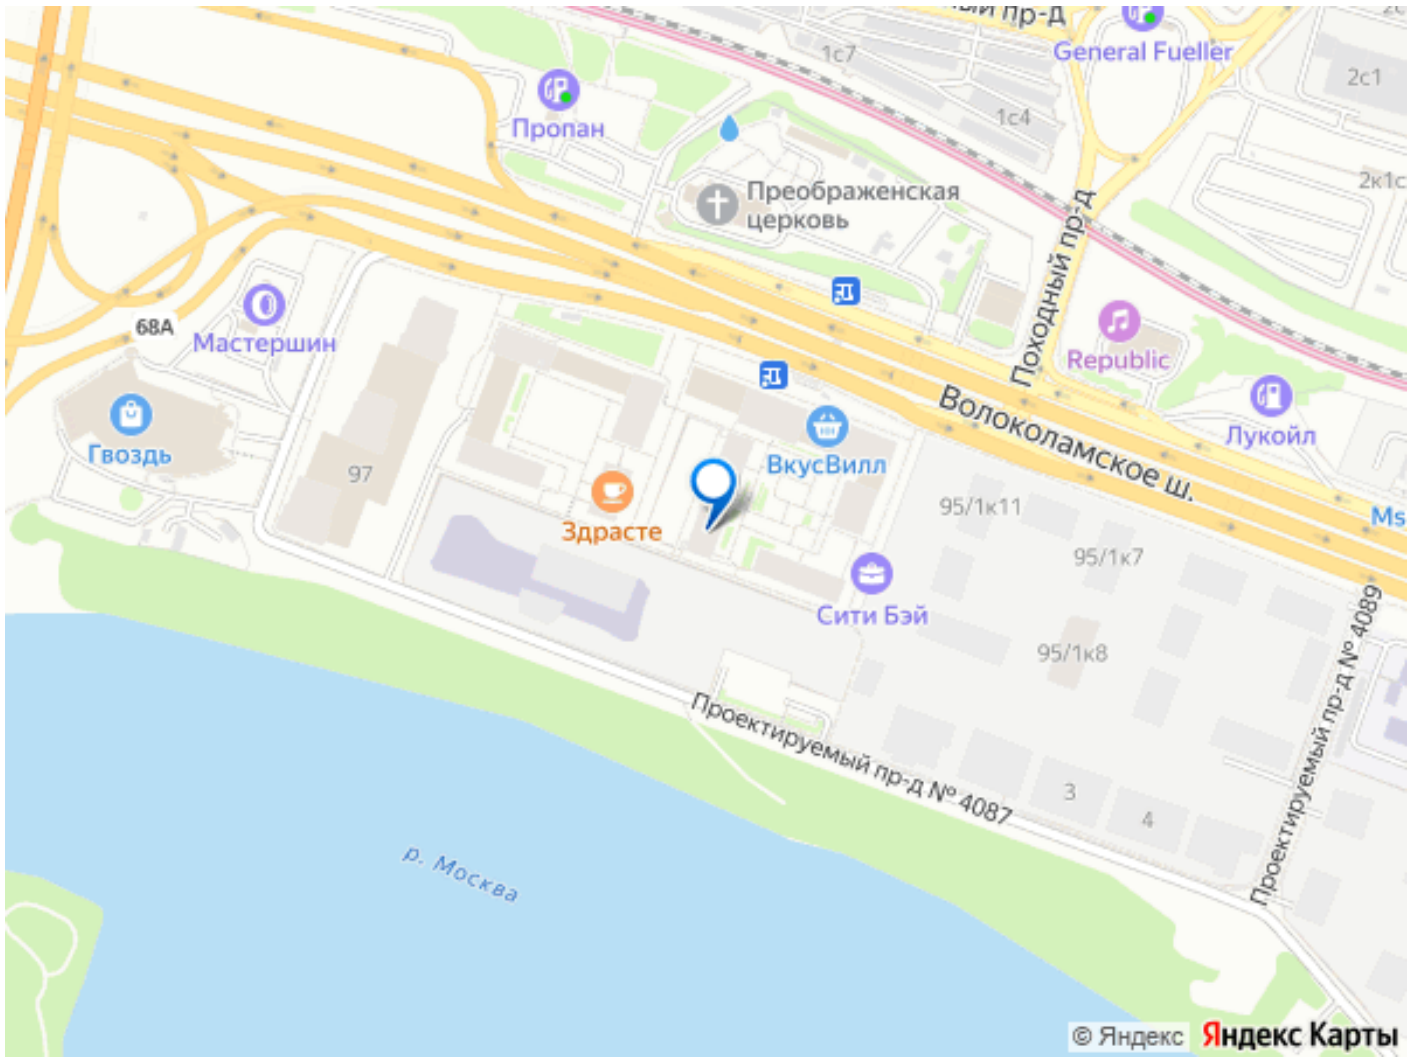 ый пр-д
General Fueller
1с7
2с1
Пропан
1с4
2к1с
Преображенская
церковь
Походный пр-д
68А
Мастершин
Republic
Волоколамское ш.
Лукойл
Гвоздь
ВкусВилл
97
95/1к11
Ms
Здрасте
95/1к7
Сити Бэй
95/1к8
Проектируемый пр-д № 4089
Проектируемый пр-д № 4087
3
4
р. Москва
© Яндекс Яндекс Карты